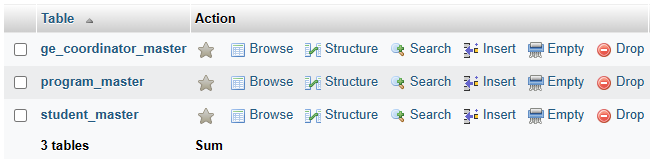 Table Action
ge_coordinator_master Browse Structure Search Insert Empty Drop
program_master Browse Structure Search Insert Empty Drop
student_master Browse Structure Search Insert Empty Drop
3 tables Sum